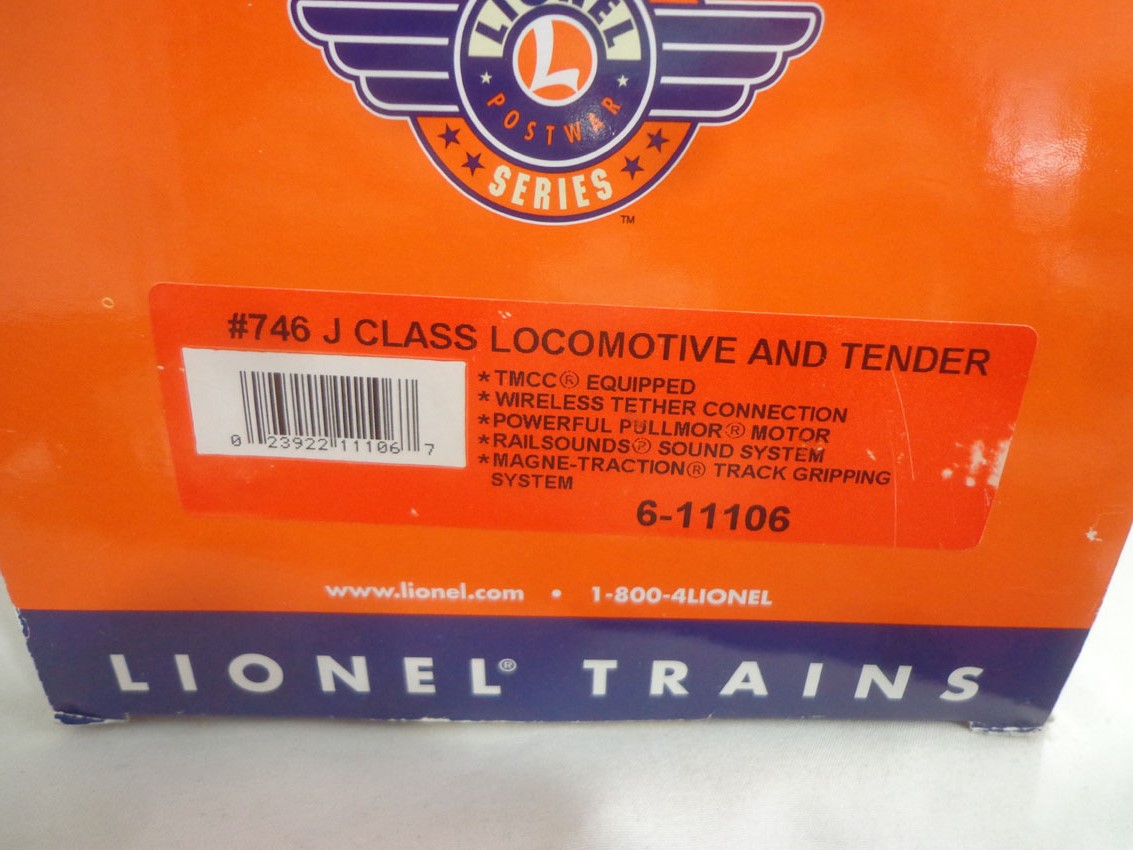 LIONEL
L
POSTWAR
SERIES
TM
#746 J CLASS LOCOMOTIVE AND TENDER
*TMCC® EQUIPPED
*WIRELESS TETHER CONNECTION
*POWERFUL PULLMOR® MOTOR
*RAILSOUNDS® SOUND SYSTEM
*MAGNE-TRACTION® TRACK GRIPPING
SYSTEM
0 23922 11106 7
6-11106
www.lionel.com • 1-800-4LIONEL
LIONEL® TRAINS